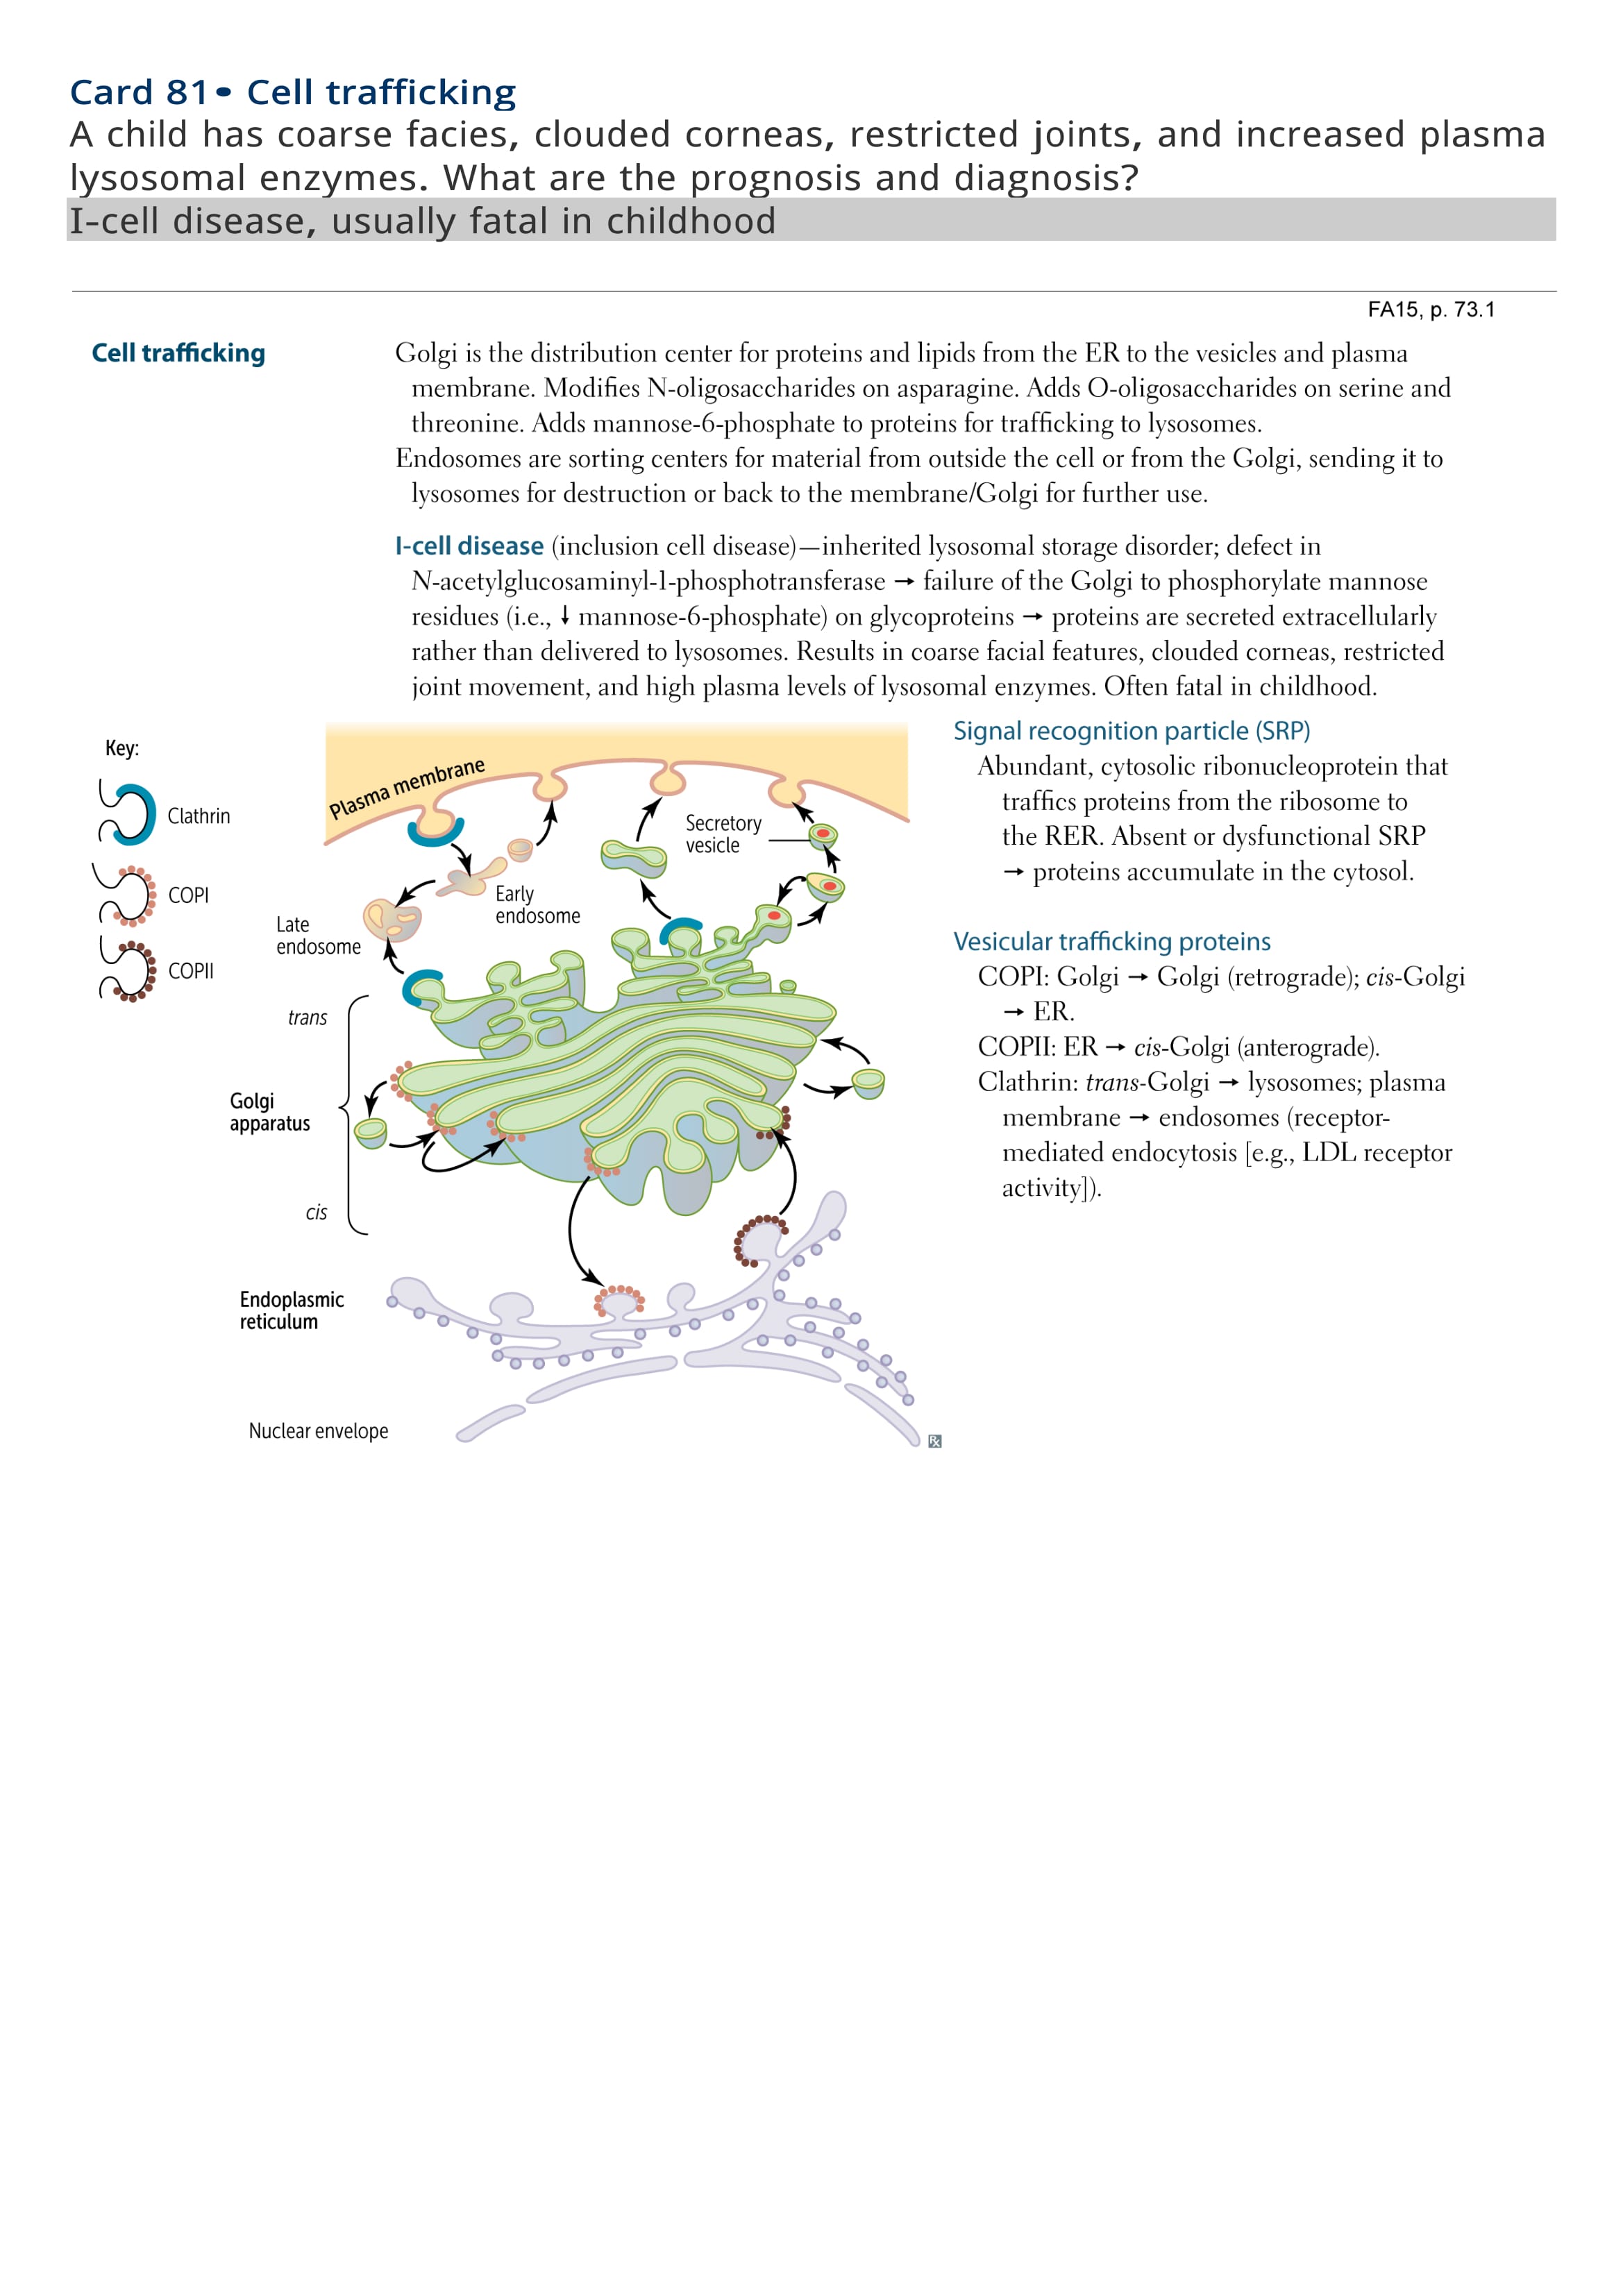 Card 81• Cell trafficking
A child has coarse facies, clouded corneas, restricted joints, and increased plasma
lysosomal enzymes. What are the prognosis and diagnosis?
I-cell disease, usually fatal in childhood
FA15, p. 73.1
Cell trafficking
Golgi is the distribution center for proteins and lipids from the ER to the vesicles and plasma
membrane. Modifies N-oligosaccharides on asparagine. Adds O-oligosaccharides on serine and
threonine. Adds mannose-6-phosphate to proteins for trafficking to lysosomes.
Endosomes are sorting centers for material from outside the cell or from the Golgi, sending it to
lysosomes for destruction or back to the membrane/Golgi for further use.
I-cell disease (inclusion cell disease)—inherited lysosomal storage disorder; defect in
N-acetylglucosaminyl-1-phosphotransferase → failure of the Golgi to phosphorylate mannose
residues (i.e., ↓ mannose-6-phosphate) on glycoproteins → proteins are secreted extracellularly
rather than delivered to lysosomes. Results in coarse facial features, clouded corneas, restricted
joint movement, and high plasma levels of lysosomal enzymes. Often fatal in childhood.
Key:
Clathrin
COPI
COPII
Plasma membrane
Secretory
vesicle
Early
endosome
Late
endosome
trans
Golgi
apparatus
cis
Endoplasmic
reticulum
Nuclear envelope
Rx
Signal recognition particle (SRP)
Abundant, cytosolic ribonucleoprotein that
traffics proteins from the ribosome to
the RER. Absent or dysfunctional SRP
→ proteins accumulate in the cytosol.
Vesicular trafficking proteins
COPI: Golgi → Golgi (retrograde); cis-Golgi
→ ER.
COPII: ER → cis-Golgi (anterograde).
Clathrin: trans-Golgi → lysosomes; plasma
membrane → endosomes (receptor-
mediated endocytosis [e.g., LDL receptor
activity]).